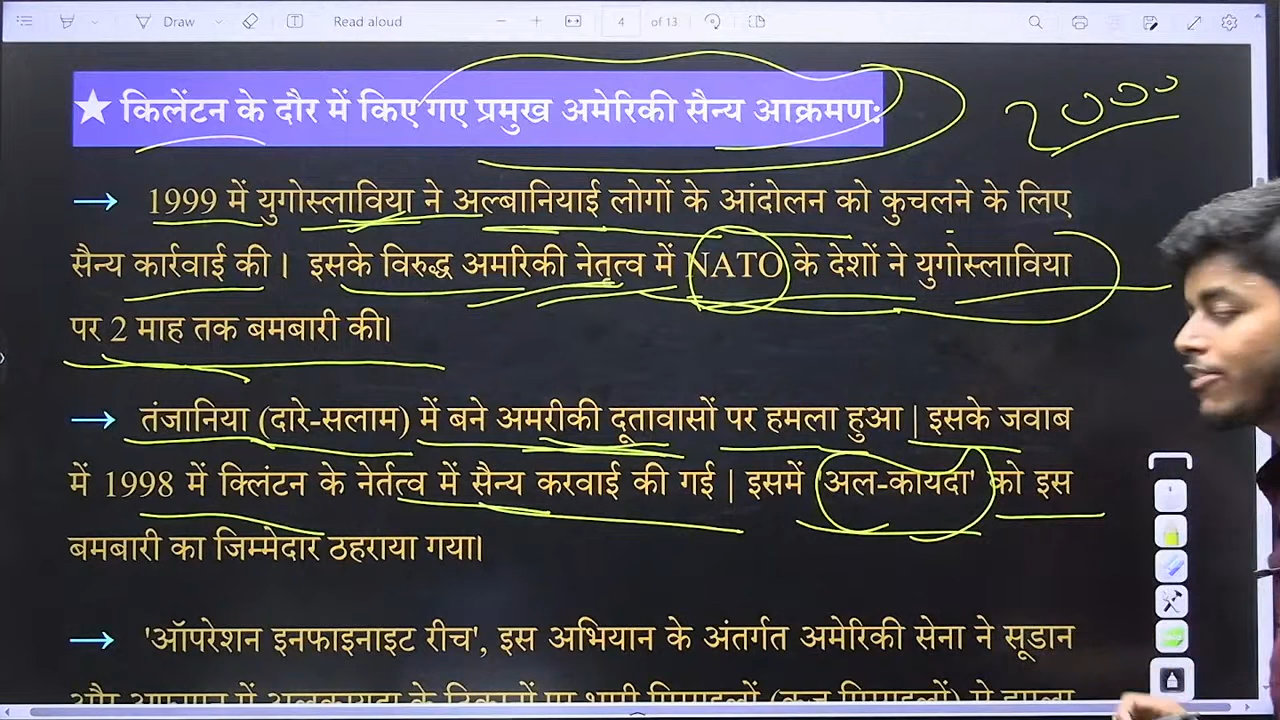 Draw
Read aloud
4
of 13
★ किलेंटन के दौर में किए गए प्रमुख अमेरिकी सैन्य आक्रमण:
2000
→ 1999 में युगोस्लाविया ने अल्बानियाई लोगों के आंदोलन को कुचलने के लिए
सैन्य कार्रवाई की। इसके विरुद्ध अमरिकी नेतृत्व में NATO के देशों ने युगोस्लाविया
पर 2 माह तक बमबारी की।
→ तंजानिया (दारे-सलाम) में बने अमरीकी दूतावासों पर हमला हुआ | इसके जवाब
में 1998 में क्लिंटन के नेर्तत्व में सैन्य करवाई की गई | इसमें 'अल-कायदा' को इस
बमबारी का जिम्मेदार ठहराया गया।
→ 'ऑपरेशन इनफाइनाइट रीच', इस अभियान के अंतर्गत अमेरिकी सेना ने सूडान